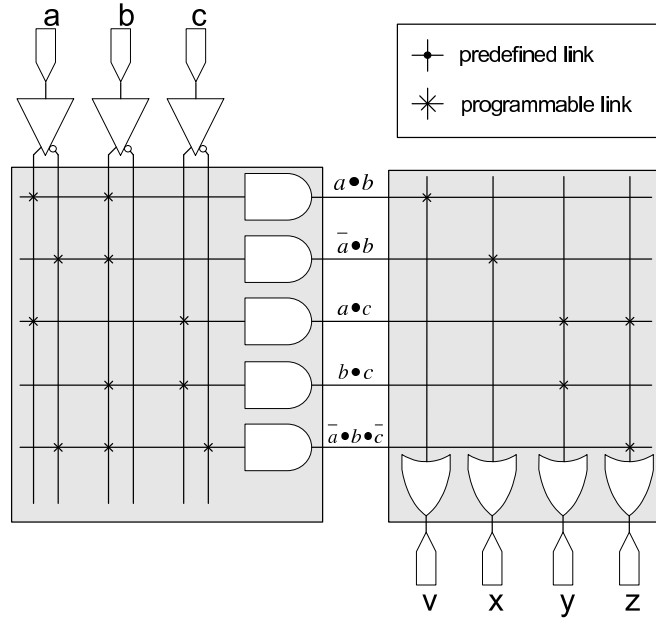 a b c
predefined link
programmable link
a•b
a̅•b
a•c
b•c
a̅•b•c̅
v x y z